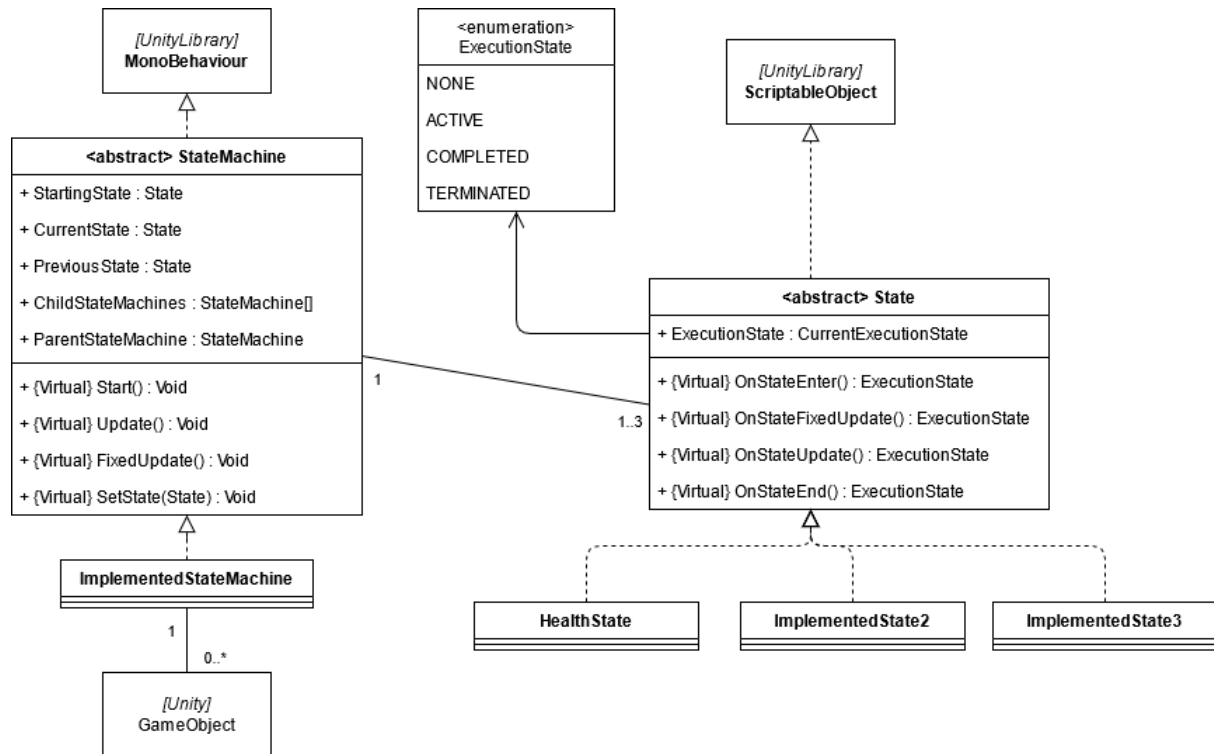 [UnityLibrary]
MonoBehaviour
<abstract> StateMachine
+ StartingState : State
+ CurrentState : State
+ PreviousState : State
+ ChildStateMachines : StateMachine[]
+ ParentStateMachine : StateMachine
+ {Virtual} Start() : Void
+ {Virtual} Update() : Void
+ {Virtual} FixedUpdate() : Void
+ {Virtual} SetState(State) : Void
ImplementedStateMachine
1
0..*
[Unity]
GameObject
<enumeration>
ExecutionState
NONE
ACTIVE
COMPLETED
TERMINATED
1
1..3
[UnityLibrary]
ScriptableObject
<abstract> State
+ ExecutionState : CurrentExecutionState
+ {Virtual} OnStateEnter() : ExecutionState
+ {Virtual} OnStateFixedUpdate() : ExecutionState
+ {Virtual} OnStateUpdate() : ExecutionState
+ {Virtual} OnStateEnd() : ExecutionState
HealthState
ImplementedState2
ImplementedState3